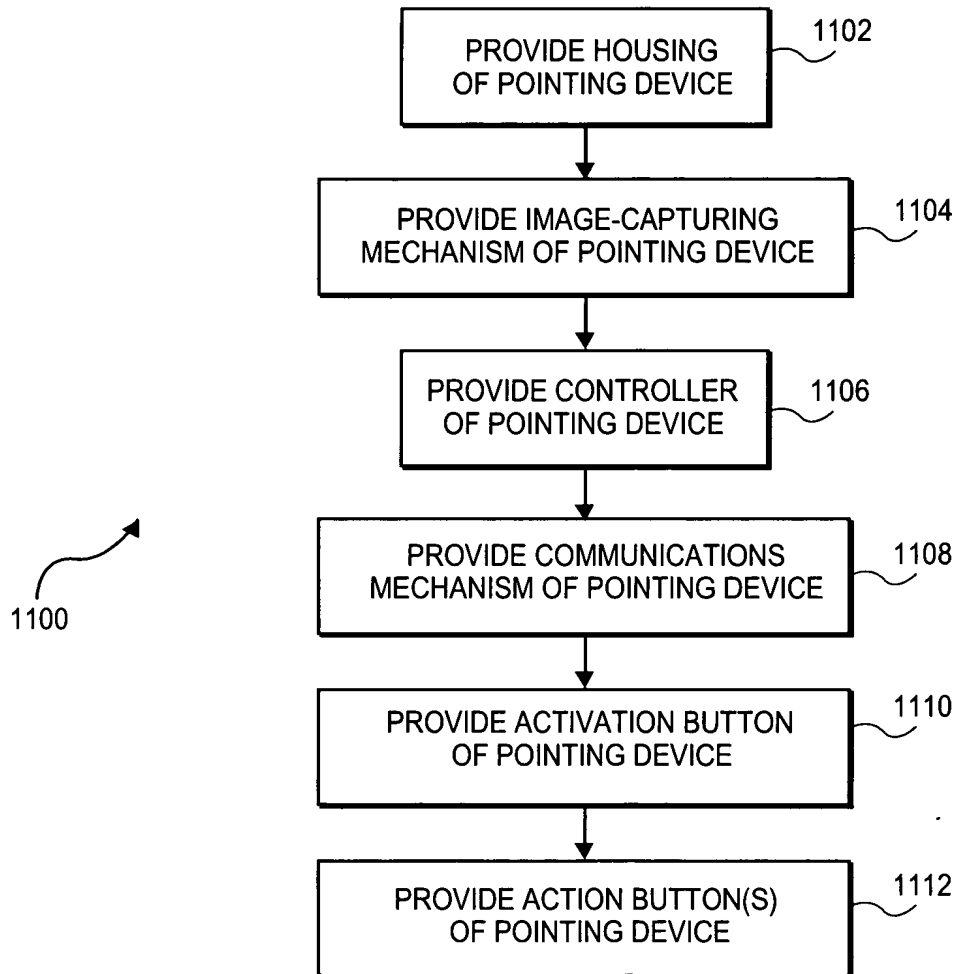 1102
PROVIDE HOUSING
OF POINTING DEVICE
1104
PROVIDE IMAGE-CAPTURING
MECHANISM OF POINTING DEVICE
1106
PROVIDE CONTROLLER
OF POINTING DEVICE
1108
PROVIDE COMMUNICATIONS
MECHANISM OF POINTING DEVICE
1100
1110
PROVIDE ACTIVATION BUTTON
OF POINTING DEVICE
1112
PROVIDE ACTION BUTTON(S)
OF POINTING DEVICE